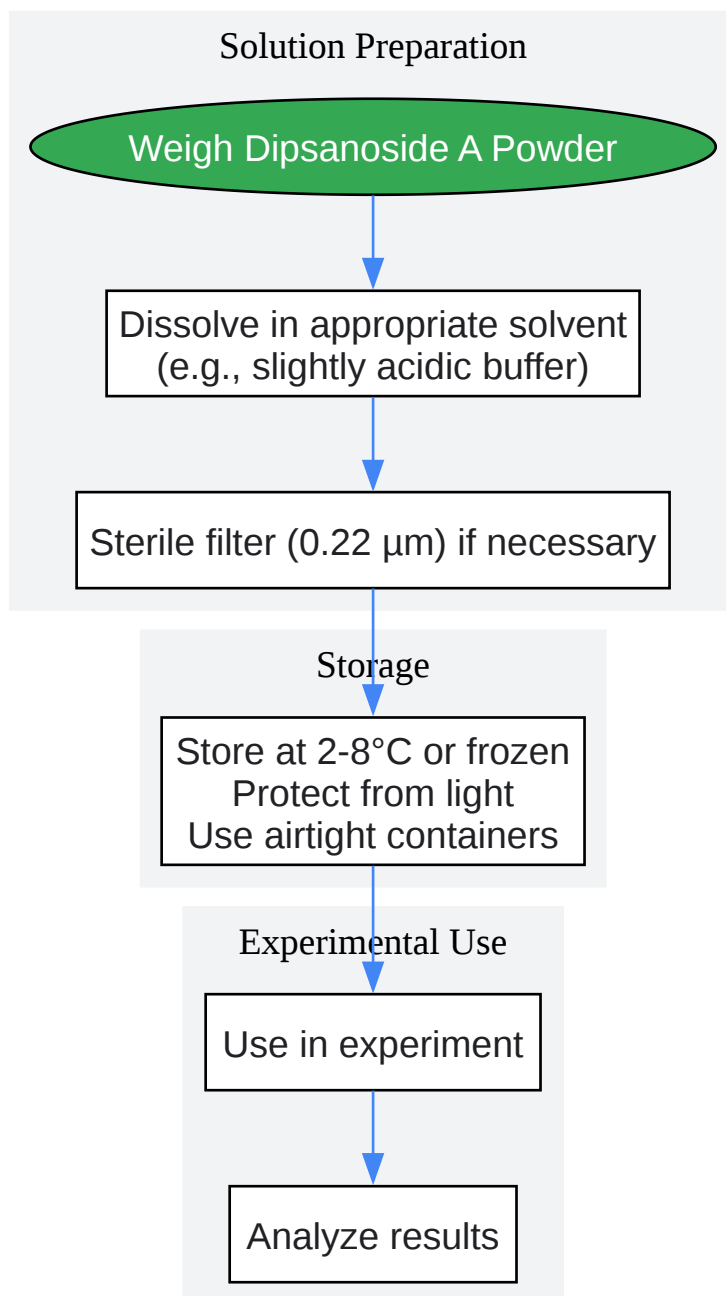 Solution Preparation
Weigh Dipsanoside A Powder
Dissolve in appropriate solvent
(e.g., slightly acidic buffer)
Sterile filter (0.22 µm) if necessary
Storage
Store at 2-8°C or frozen
Protect from light
Use airtight containers
Experimental Use
Use in experiment
Analyze results